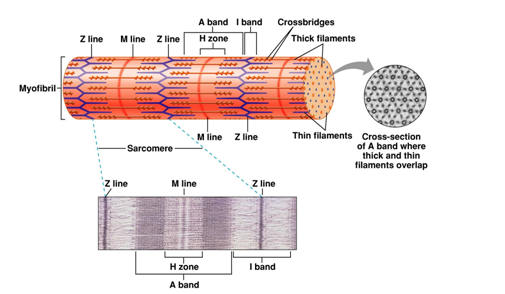 A band
I band
Crossbridges
Z line
M line
Z line
H zone
Thick filaments
Myofibril
M line
Z line
Thin filaments
Cross-section
of A band where
thick and thin
filaments overlap
Sarcomere
Z line
M line
Z line
H zone
I band
A band